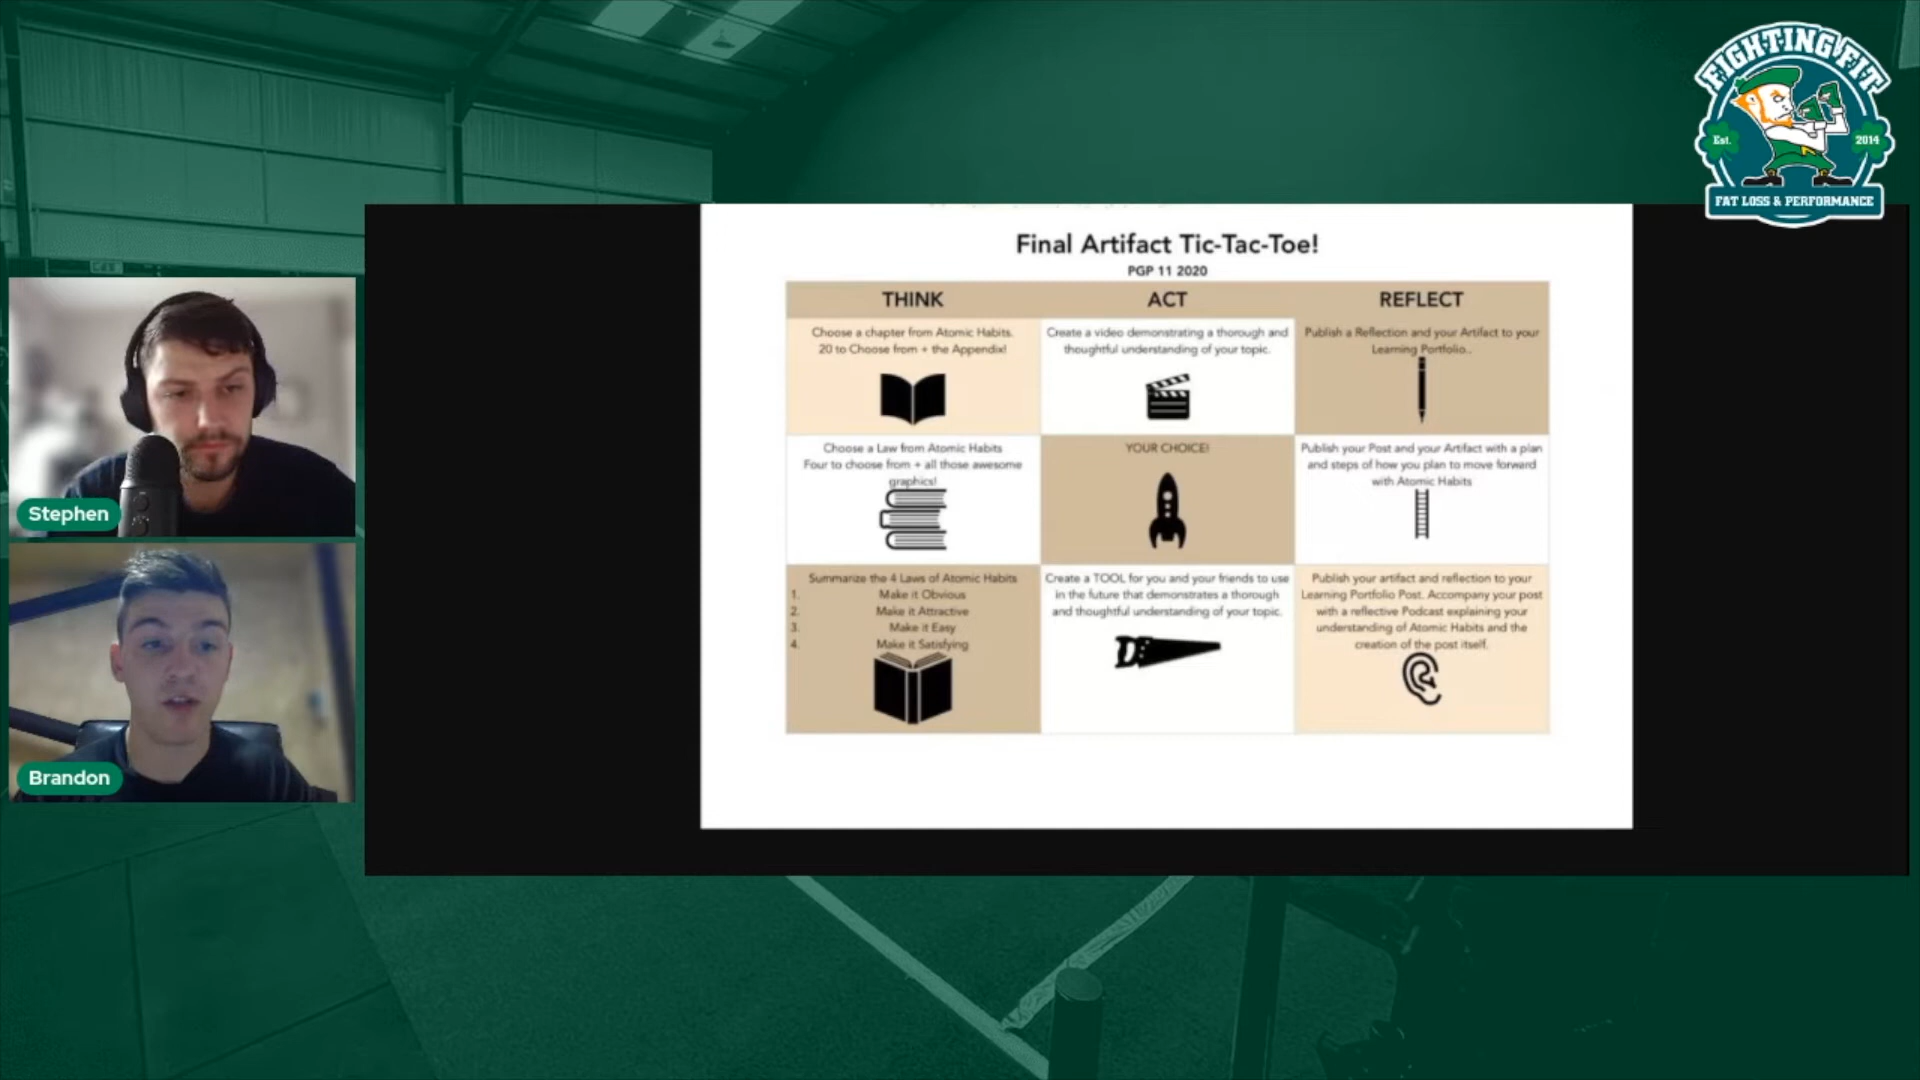 FIGHTING FIT
Est.
2014
FAT LOSS & PERFORMANCE
Stephen
Brandon
Final Artifact Tic-Tac-Toe!
PGP 11 2020
THINK
ACT
REFLECT
Choose a chapter from Atomic Habits.
20 to Choose from + the Appendix!
Create a video demonstrating a thorough and
thoughtful understanding of your topic.
Publish a Reflection and your Artifact to your
Learning Portfolio..
Choose a Law from Atomic Habits
Four to choose from + all those awesome
graphics!
YOUR CHOICE!
Publish your Post and your Artifact with a plan
and steps of how you plan to move forward
with Atomic Habits
Summarize the 4 Laws of Atomic Habits
1. Make it Obvious
2. Make it Attractive
3. Make it Easy
4. Make it Satisfying
Create a TOOL for you and your friends to use
in the future that demonstrates a thorough
and thoughtful understanding of your topic.
Publish your artifact and reflection to your
Learning Portfolio Post. Accompany your post
with a reflective Podcast explaining your
understanding of Atomic Habits and the
creation of the post itself.